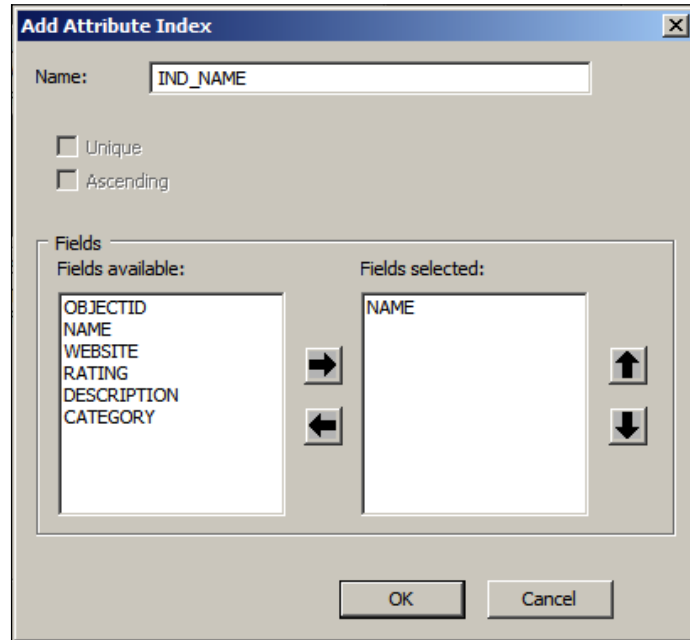 Add Attribute Index
Name: IND_NAME
Unique
Ascending
Fields
Fields available:
OBJECTID
NAME
WEBSITE
RATING
DESCRIPTION
CATEGORY
Fields selected:
NAME
OK Cancel